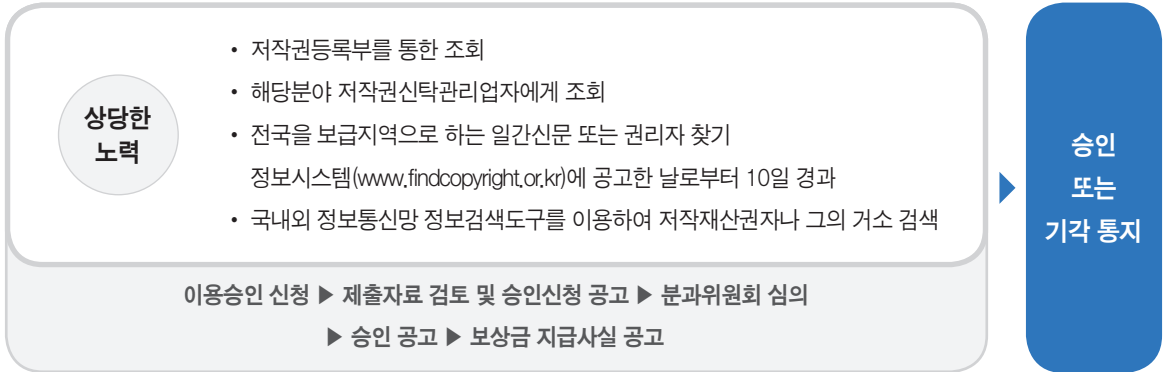 상당한
노력
• 저작권등록부를 통한 조회
• 해당분야 저작권신탁관리업자에게 조회
• 전국을 보급지역으로 하는 일간신문 또는 권리자 찾기
정보시스템(www.findcopyright.or.kr)에 공고한 날로부터 10일 경과
• 국내외 정보통신망 정보검색도구를 이용하여 저작재산권자나 그의 거소 검색
이용승인 신청 ▶ 제출자료 검토 및 승인신청 공고 ▶ 분과위원회 심의
▶ 승인 공고 ▶ 보상금 지급사실 공고
승인
또는
기각 통지